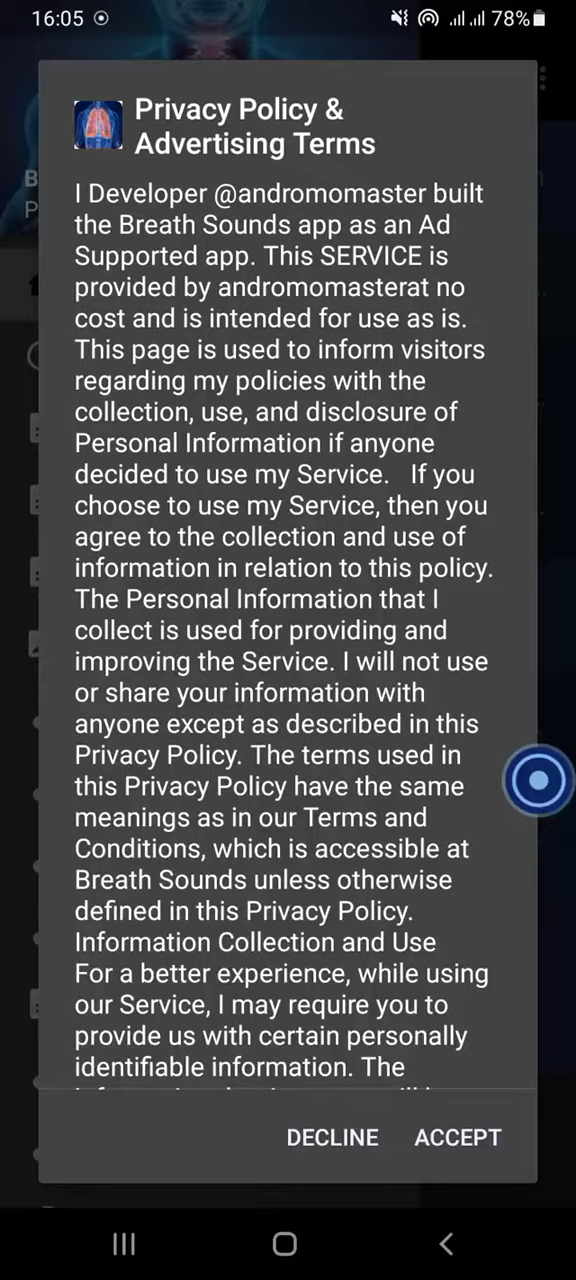 16:05
78%
Privacy Policy &
Advertising Terms
I Developer @andromomaster built
the Breath Sounds app as an Ad
Supported app. This SERVICE is
provided by andromomasterat no
cost and is intended for use as is.
This page is used to inform visitors
regarding my policies with the
collection, use, and disclosure of
Personal Information if anyone
decided to use my Service.   If you
choose to use my Service, then you
agree to the collection and use of
information in relation to this policy.
The Personal Information that I
collect is used for providing and
improving the Service. I will not use
or share your information with
anyone except as described in this
Privacy Policy. The terms used in
this Privacy Policy have the same
meanings as in our Terms and
Conditions, which is accessible at
Breath Sounds unless otherwise
defined in this Privacy Policy.
Information Collection and Use
For a better experience, while using
our Service, I may require you to
provide us with certain personally
identifiable information. The
DECLINE ACCEPT